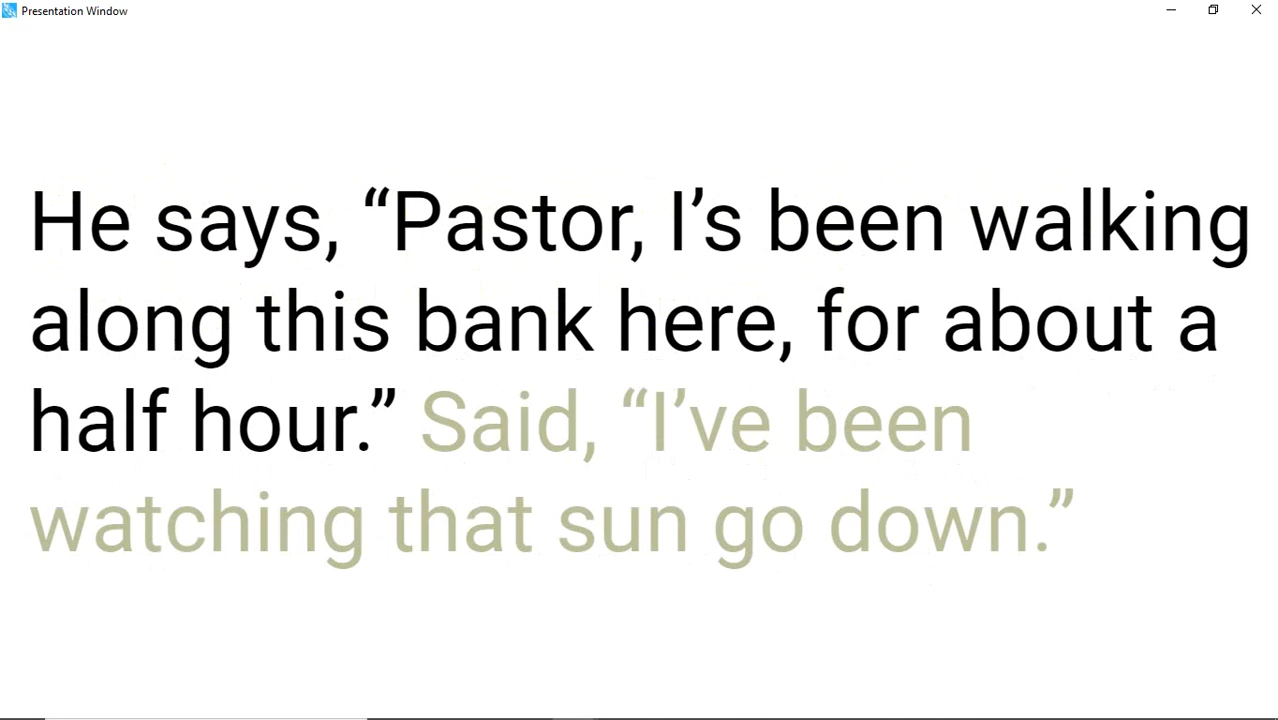 Presentation Window
He says, “Pastor, I’s been walking
along this bank here, for about a
half hour.” Said, “I’ve been
watching that sun go down.”